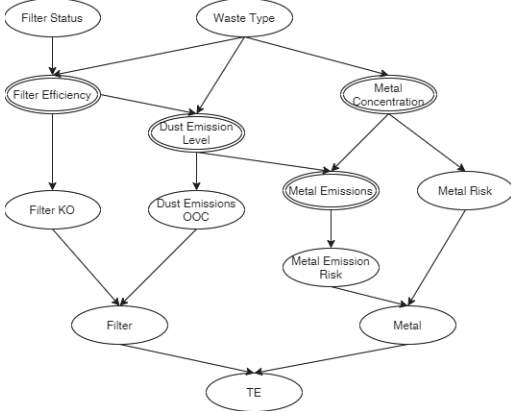 Filter Status
Waste Type
Filter Efficiency
Metal
Concentration
Dust Emission
Level
Metal Emissions
Metal Risk
Filter KO
Dust Emissions
OOC
Metal Emission
Risk
Filter
Metal
TE